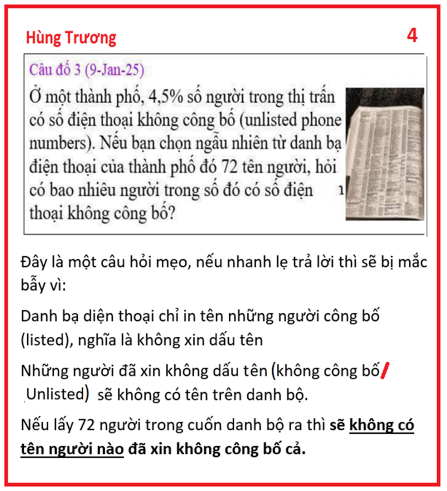 Hùng Trương
4
Câu đố 3 (9-Jan-25)
Ở một thành phố, 4,5% số người trong thị trấn
có số điện thoại không công bố (unlisted phone
numbers). Nếu bạn chọn ngẫu nhiên từ danh bạ
điện thoại của thành phố đó 72 tên người, hỏi
có bao nhiêu người trong số đó có số điện
thoại không công bố?
Đây là một câu hỏi mẹo, nếu nhanh lẹ trả lời thì sẽ bị mắc
bẫy vì:
Danh bạ diện thoại chỉ in tên những người công bố
(listed), nghĩa là không xin dấu tên
Những người đã xin không dấu tên (không công bố/
Unlisted) sẽ không có tên trên danh bộ.
Nếu lấy 72 người trong cuốn danh bộ ra thì sẽ không có
tên người nào đã xin không công bố cả.